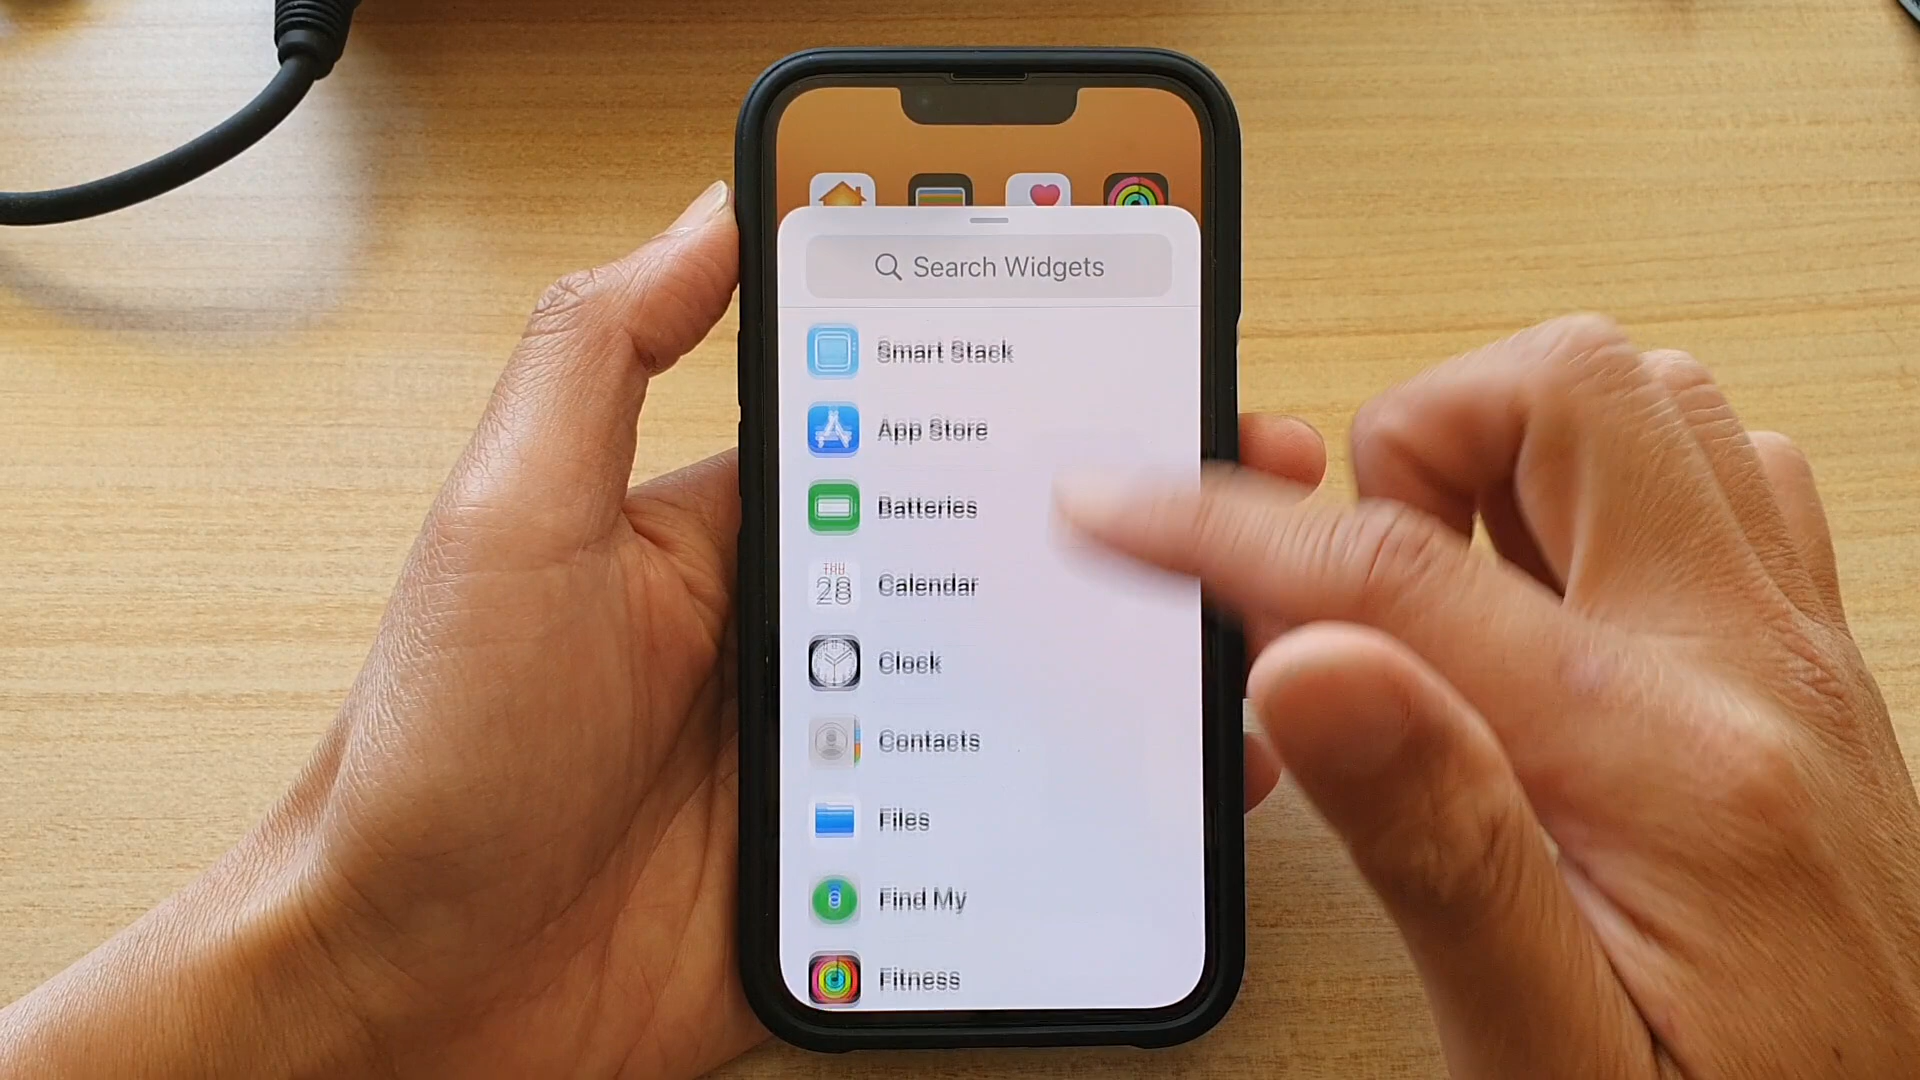 Search Widgets
Smart Stack
App Store
Batteries
THU
28
Calendar
Clock
Contacts
Files
Find My
Fitness